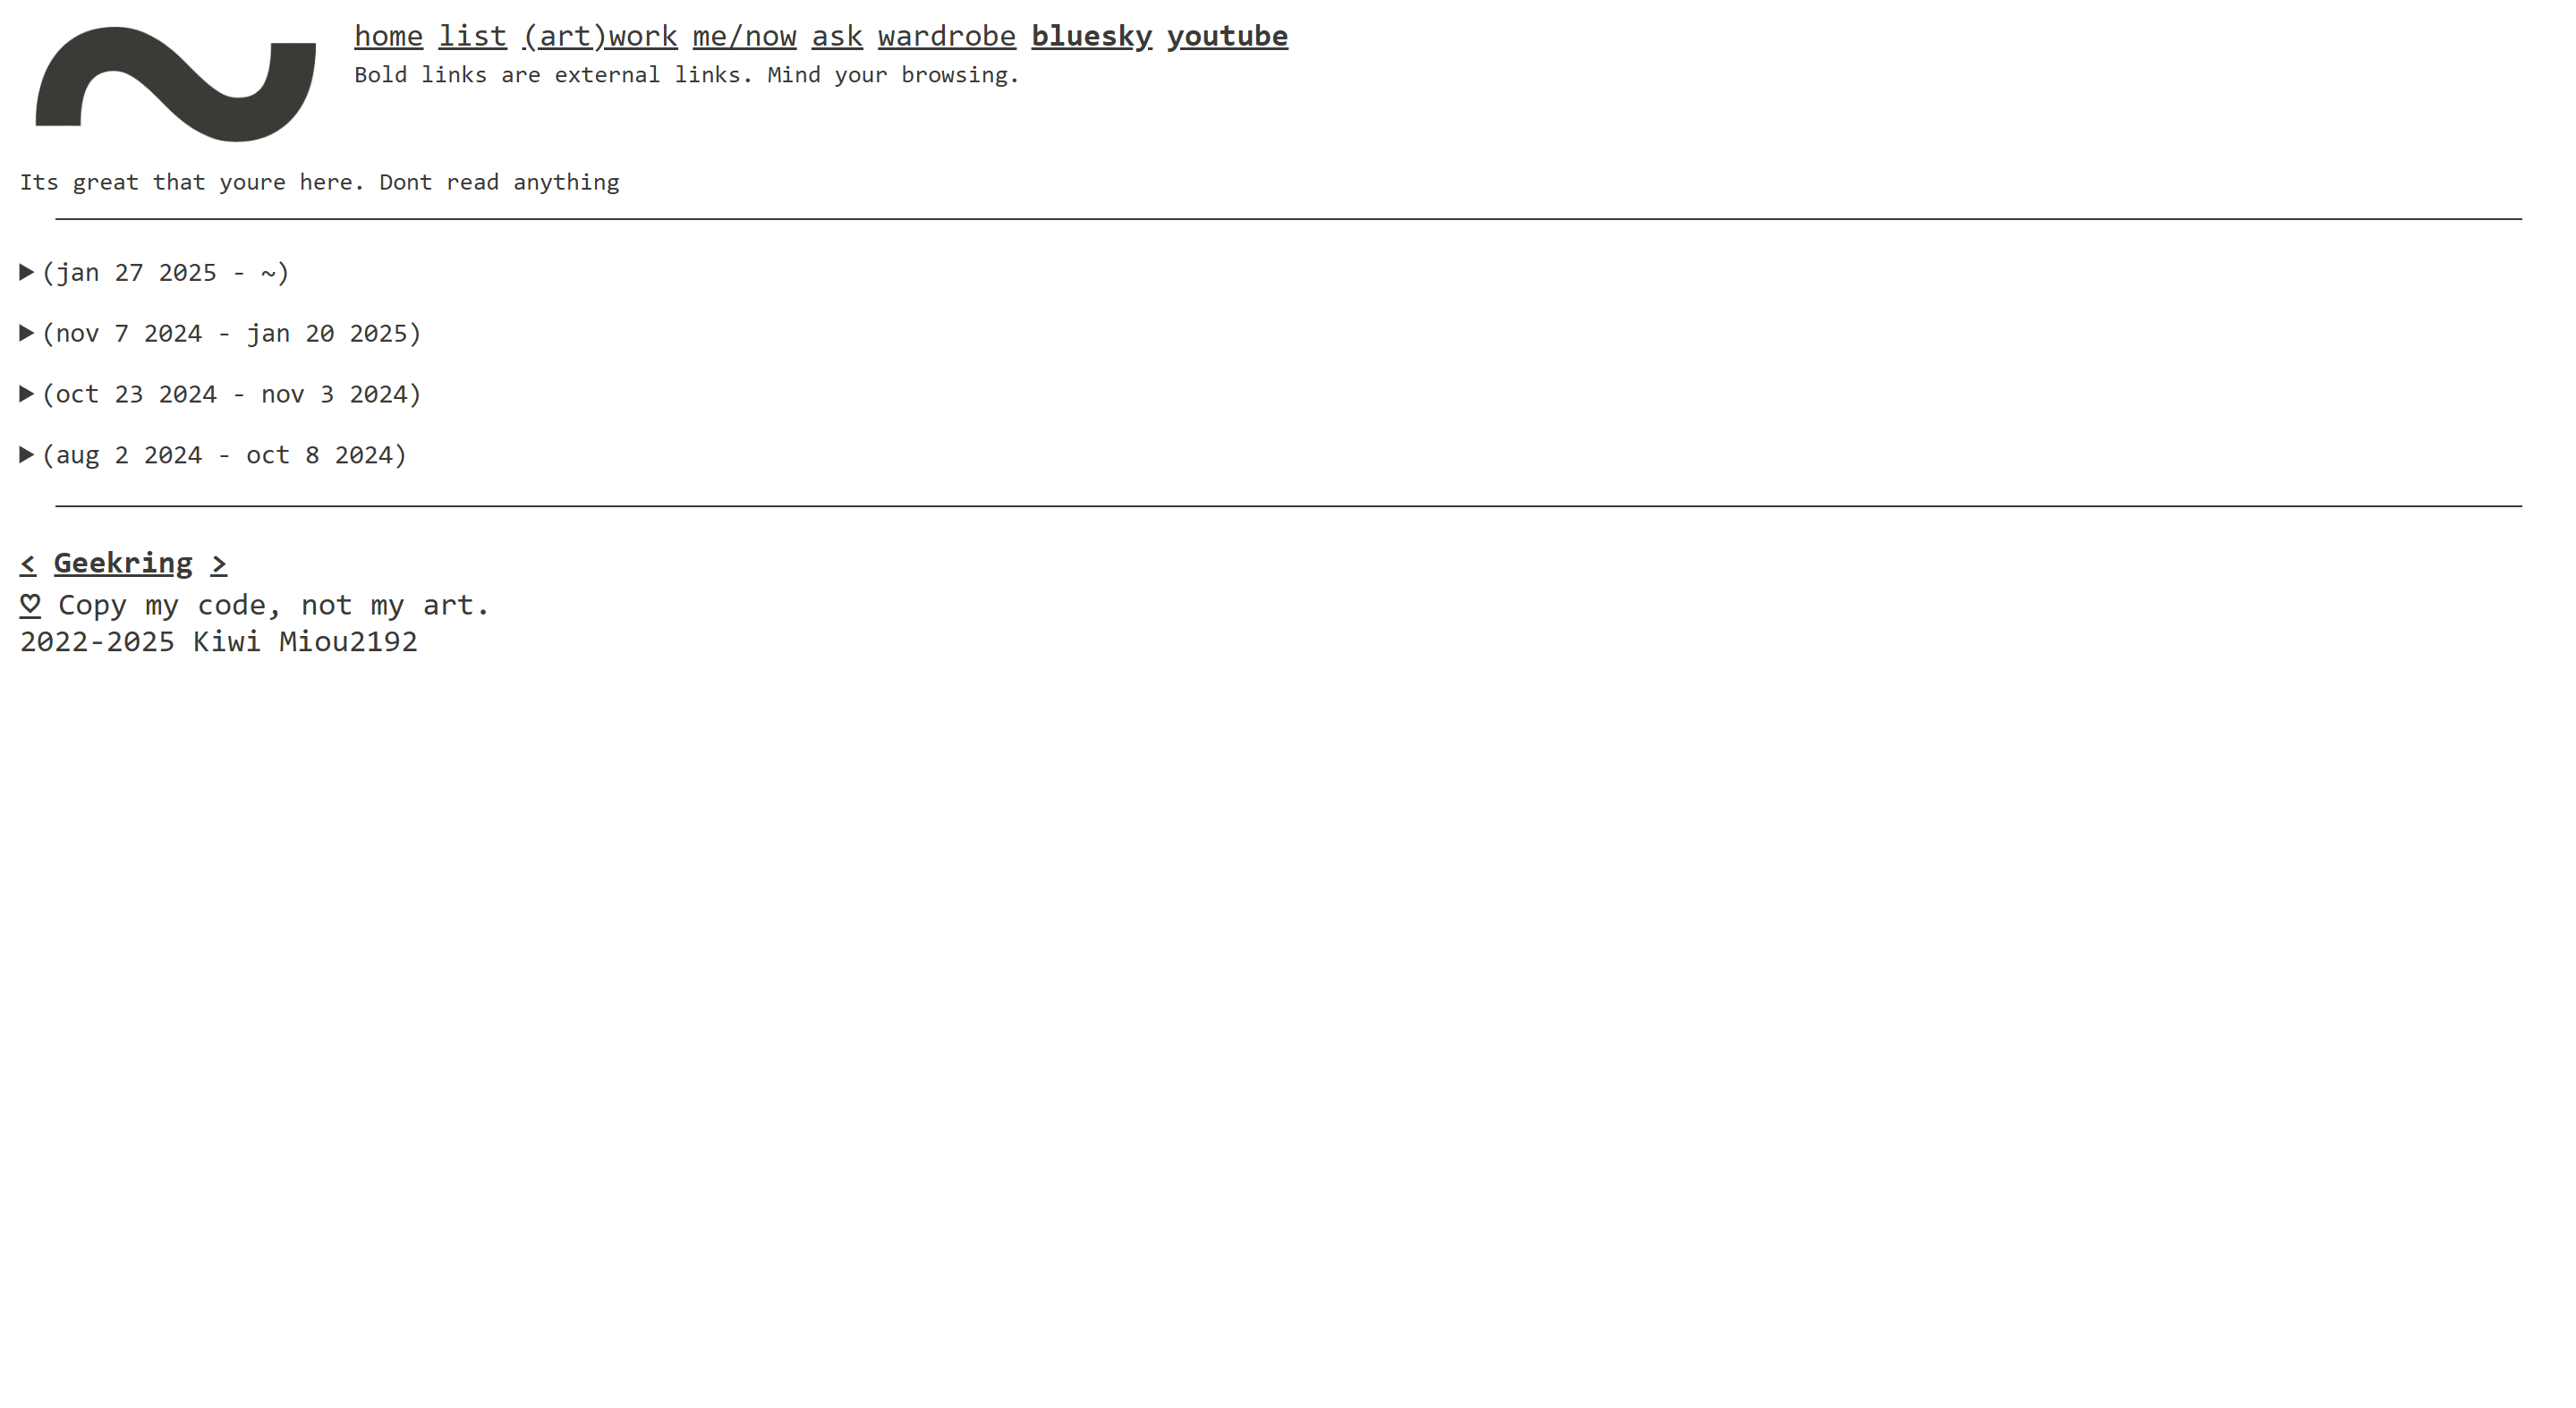 home list (art)work me/now ask wardrobe bluesky youtube
Bold links are external links. Mind your browsing.
Its great that youre here. Dont read anything
▶(jan 27 2025 - ~)
▶(nov 7 2024 - jan 20 2025)
▶(oct 23 2024 - nov 3 2024)
▶(aug 2 2024 - oct 8 2024)
< Geekring >
♡ Copy my code, not my art.
2022-2025 Kiwi Miou2192